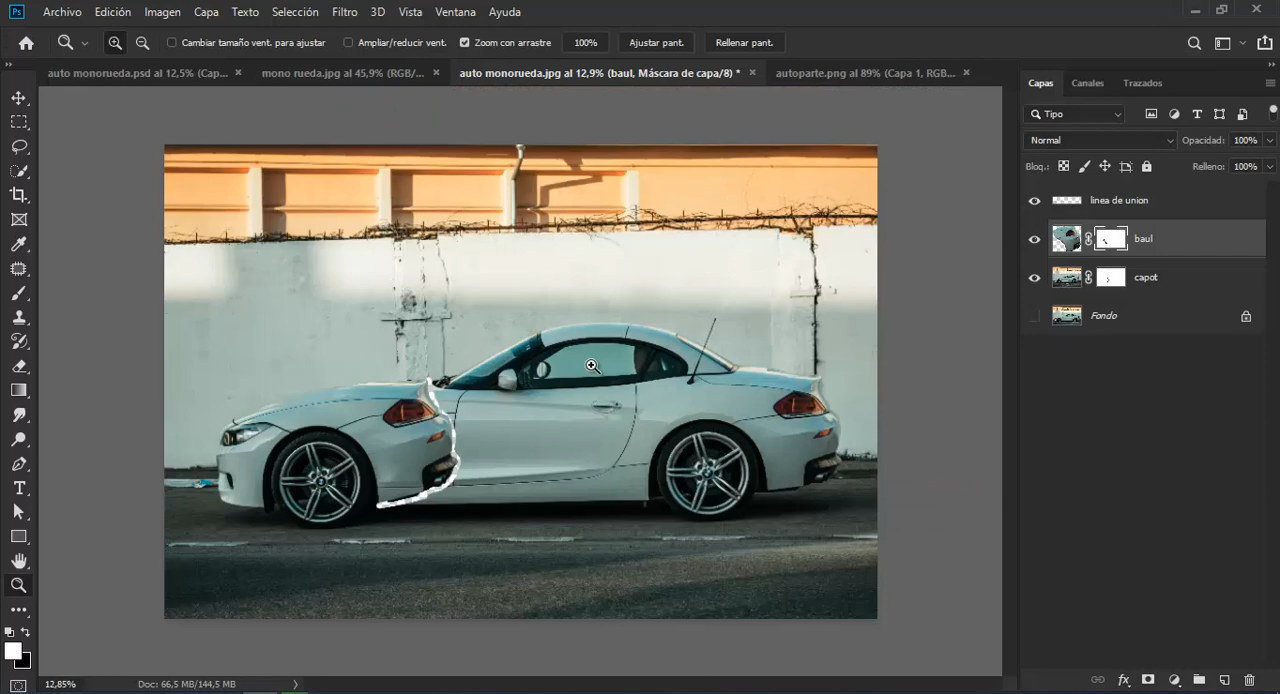 Ps Archivo Edición Imagen Capa Texto Selección Filtro 3D Vista Ventana Ayuda
Cambiar tamaño vent. para ajustar Ampliar/reducir vent. Zoom con arrastre 100% Ajustar pant. Rellenar pant.
auto monorueda.psd al 12,5% (Cap... × mono rueda.jpg al 45,9% (RGB/... × auto monorueda.jpg al 12,9% (baul, Máscara de capa/8) * × autoparte.png al 89% (Capa 1, RGB... ×
Capas Canales Trazados
Tipo
Normal Opacidad: 100%
Bloq.: Relleno: 100%
linea de union
baul
capot
Fondo
12,85% Doc: 66,5 MB/144,5 MB